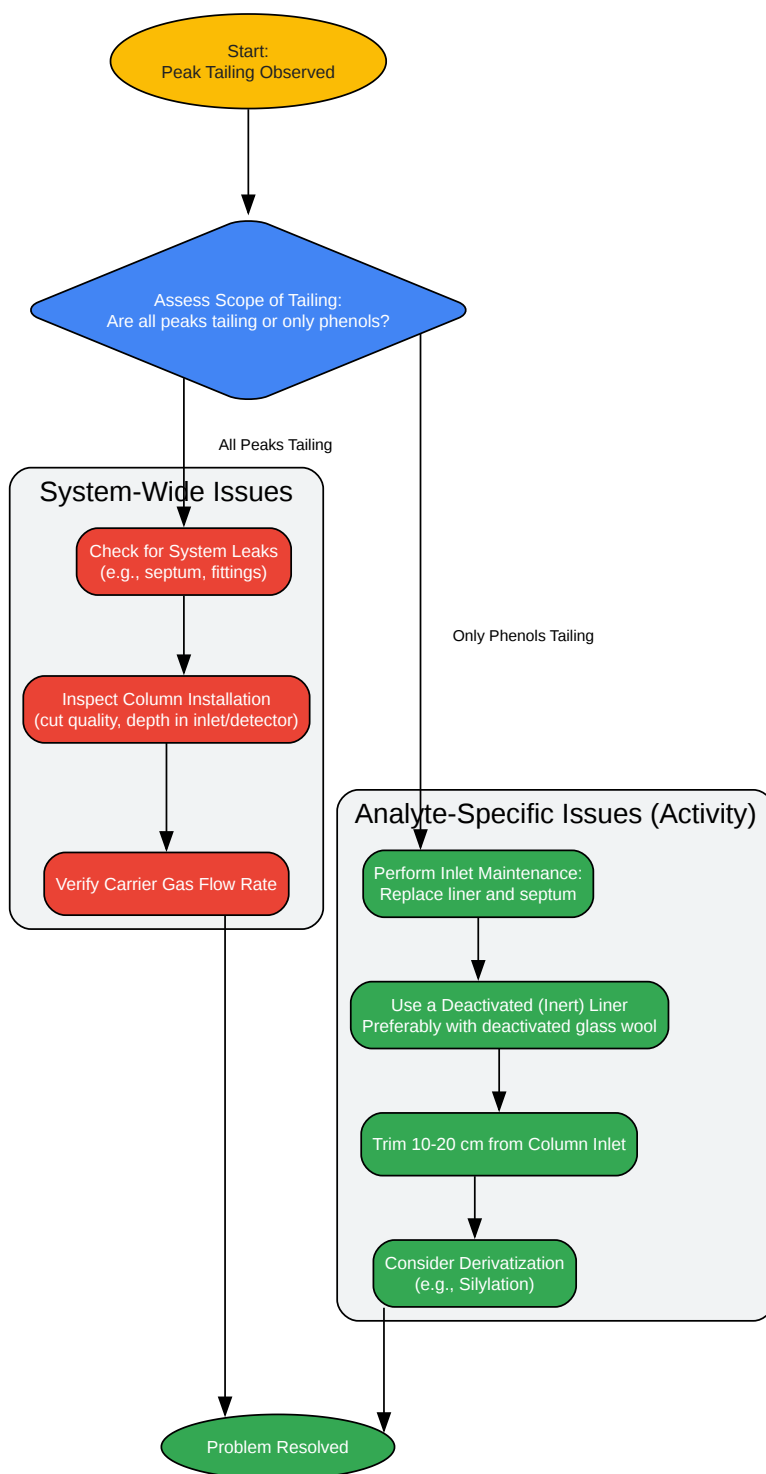 Start:
Peak Tailing Observed
Assess Scope of Tailing:
Are all peaks tailing or only phenols?
All Peaks Tailing
System-Wide Issues
Check for System Leaks
(e.g., septum, fittings)
Inspect Column Installation
(cut quality, depth in inlet/detector)
Verify Carrier Gas Flow Rate
Only Phenols Tailing
Analyte-Specific Issues (Activity)
Perform Inlet Maintenance:
Replace liner and septum
Use a Deactivated (Inert) Liner
Preferably with deactivated glass wool
Trim 10-20 cm from Column Inlet
Consider Derivatization
(e.g., Silylation)
Problem Resolved